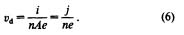 v_d = i/nAe = j/ne. (6)